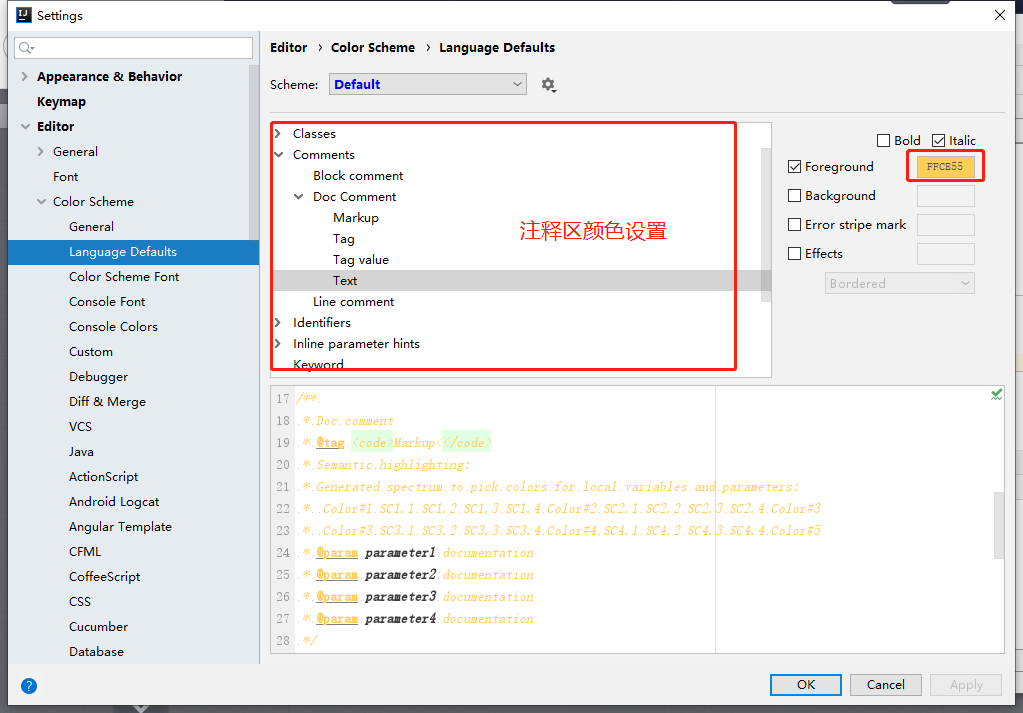 Settings
Editor › Color Scheme › Language Defaults
Scheme: Default
Appearance & Behavior
Keymap
Editor
General
Font
Color Scheme
General
Language Defaults
Color Scheme Font
Console Font
Console Colors
Custom
Debugger
Diff & Merge
VCS
Java
ActionScript
Android Logcat
Angular Template
CFML
CoffeeScript
CSS
Cucumber
Database
Classes
Comments
Block comment
Doc Comment
Markup
Tag
Tag value
Text
Line comment
Identifiers
Inline parameter hints
Keyword
注释区颜色设置
Bold Italic
Foreground FFCE55
Background
Error stripe mark
Effects
Bordered
17 /**
18 * Doc comment
19 * @tag <code>Markup</code>
20 * Semantic highlighting:
21 * Generated spectrum to pick colors for local variables and parameters:
22 *  Color#1 SC1.1 SC1.2 SC1.3 SC1.4 Color#2 SC2.1 SC2.2 SC2.3 SC2.4 Color#3
23 *  Color#3 SC3.1 SC3.2 SC3.3 SC3.4 Color#4 SC4.1 SC4.2 SC4.3 SC4.4 Color#5
24 * @param parameter1 documentation
25 * @param parameter2 documentation
26 * @param parameter3 documentation
27 * @param parameter4 documentation
28 */
? OK Cancel Apply